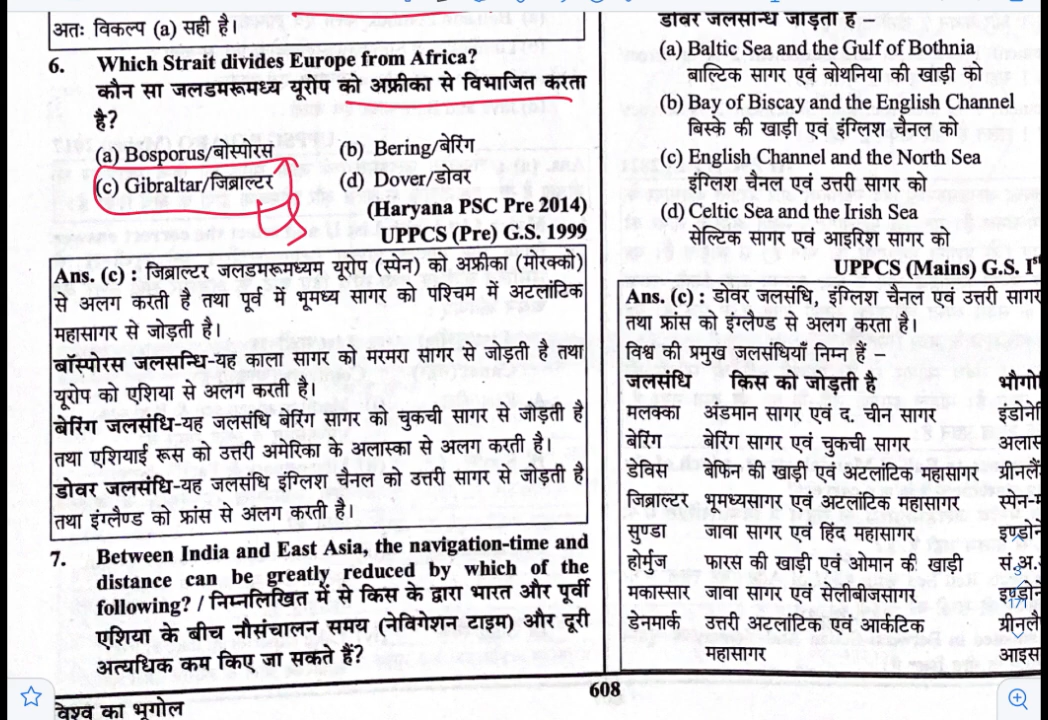 अतः विकल्प (a) सही है।
6. Which Strait divides Europe from Africa?
कौन सा जलडमरूमध्य यूरोप को अफ्रीका से विभाजित करता
है?
(a) Bosporus/बॉस्पोरस (b) Bering/बेरिंग
(c) Gibraltar/जिब्राल्टर (d) Dover/डोवर
(Haryana PSC Pre 2014)
UPPCS (Pre) G.S. 1999
Ans. (c) : जिब्राल्टर जलडमरूमध्यम यूरोप (स्पेन) को अफ्रीका (मोरक्को)
से अलग करती है तथा पूर्व में भूमध्य सागर को पश्चिम में अटलांटिक
महासागर से जोड़ती है।
बॉस्पोरस जलसन्धि-यह काला सागर को मरमरा सागर से जोड़ती है तथा
यूरोप को एशिया से अलग करती है।
बेरिंग जलसंधि-यह जलसंधि बेरिंग सागर को चुकची सागर से जोड़ती है
तथा एशियाई रूस को उत्तरी अमेरिका के अलास्का से अलग करती है।
डोवर जलसंधि-यह जलसंधि इंग्लिश चैनल को उत्तरी सागर से जोड़ती है
तथा इंग्लैण्ड को फ्रांस से अलग करती है।
7. Between India and East Asia, the navigation-time and
distance can be greatly reduced by which of the
following? / निम्नलिखित में से किस के द्वारा भारत और पूर्वी
एशिया के बीच नौसंचालन समय (नेविगेशन टाइम) और दूरी
अत्यधिक कम किए जा सकते हैं?
विश्व का भूगोल
608
डोवर जलसन्धि जोड़ती है
(a) Baltic Sea and the Gulf of Bothnia
बाल्टिक सागर एवं बोथनिया की खाड़ी को
(b) Bay of Biscay and the English Channel
बिस्के की खाड़ी एवं इंग्लिश चैनल को
(c) English Channel and the North Sea
इंग्लिश चैनल एवं उत्तरी सागर को
(d) Celtic Sea and the Irish Sea
सेल्टिक सागर एवं आइरिश सागर को
UPPCS (Mains) G.S. Iˢᵗ
Ans. (c) : डोवर जलसंधि, इंग्लिश चैनल एवं उत्तरी सागर
तथा फ्रांस को इंग्लैण्ड से अलग करता है।
विश्व की प्रमुख जलसंधियाँ निम्न हैं –
जलसंधि किस को जोड़ती है भौगो
मलक्का अंडमान सागर एवं द. चीन सागर इंडोने
बेरिंग बेरिंग सागर एवं चुकची सागर अलास
डेविस बेफिन की खाड़ी एवं अटलांटिक महासागर ग्रीनलै
जिब्राल्टर भूमध्यसागर एवं अटलांटिक महासागर स्पेन-म
सुण्डा जावा सागर एवं हिंद महासागर इण्डोने
होर्मुज फारस की खाड़ी एवं ओमान की खाड़ी सं.अ.
मकास्सार जावा सागर एवं सेलीबीजसागर इण्डोने
171
डेनमार्क उत्तरी अटलांटिक एवं आर्कटिक ग्रीनलै
महासागर आइस